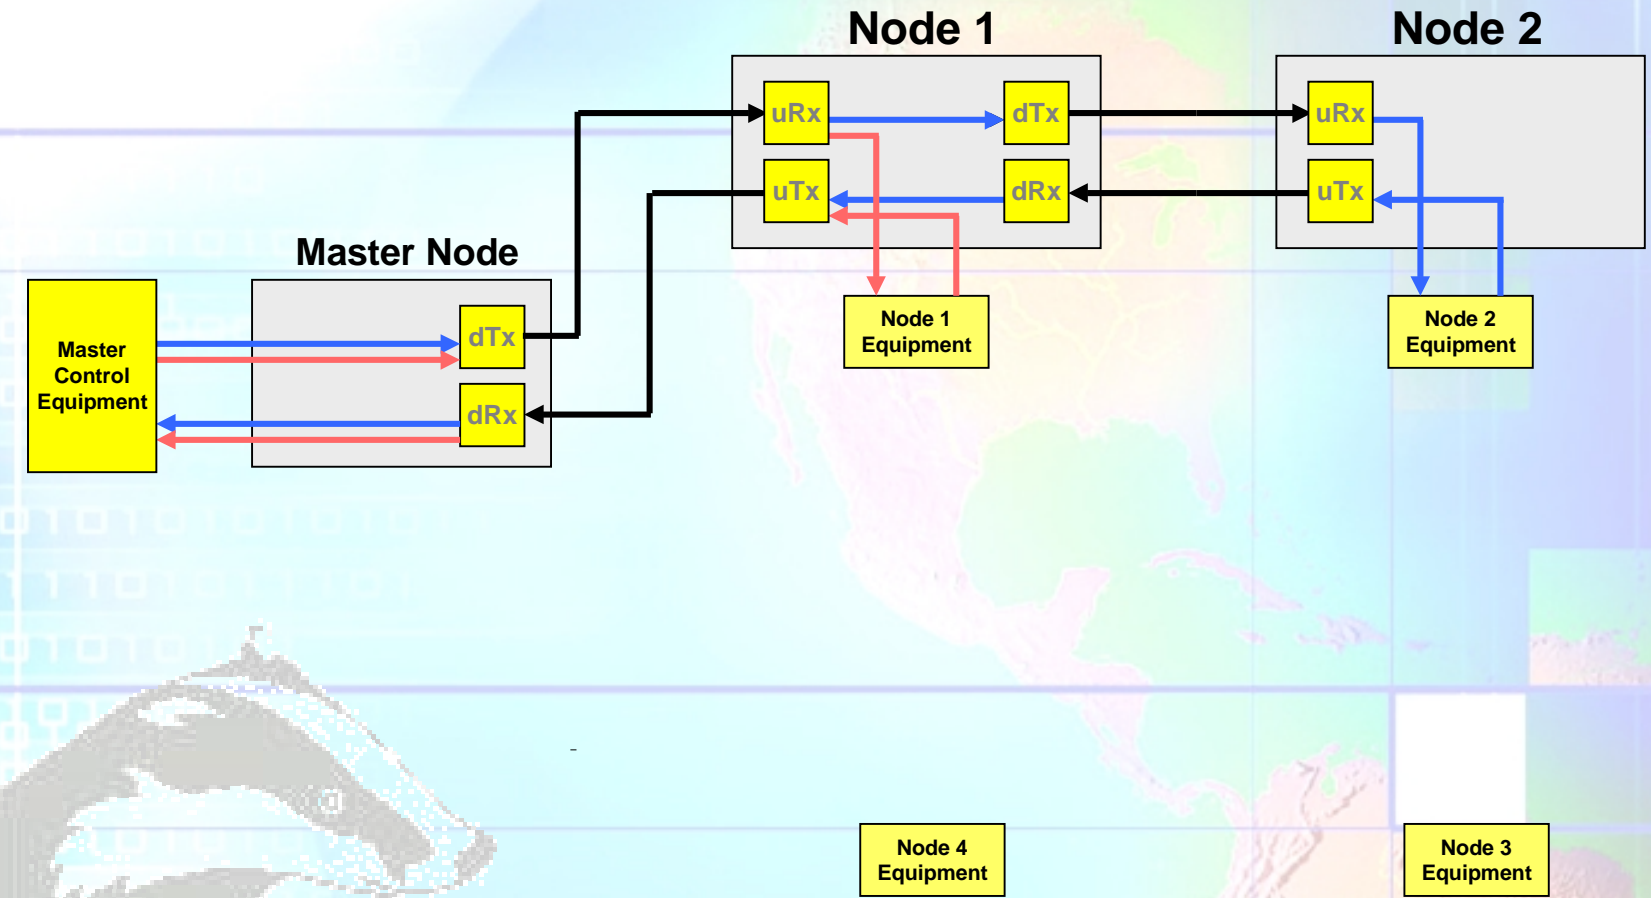 Node 1
Node 2
uRx
dTx
uRx
uTx
dRx
uTx
Master Node
Master
Control
Equipment
dTx
dRx
Node 1
Equipment
Node 2
Equipment
-
Node 4
Equipment
Node 3
Equipment